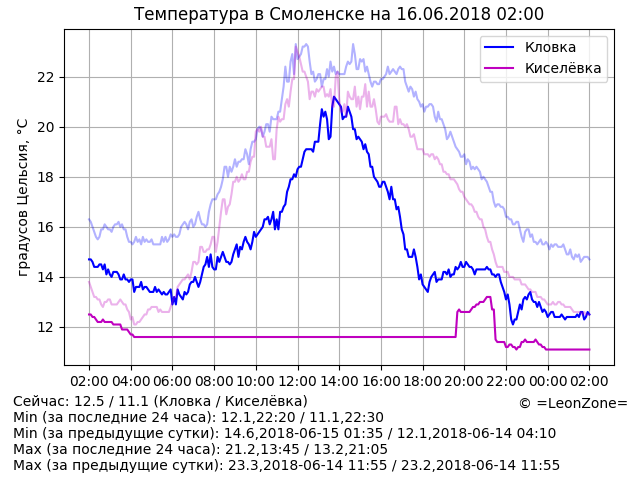 Температура в Смоленске на 16.06.2018 02:00
Кловка
Киселёвка
градусов Цельсия, °C
22
20
18
16
14
12
02:00 04:00 06:00 08:00 10:00 12:00 14:00 16:00 18:00 20:00 22:00 00:00 02:00
Сейчас: 12.5 / 11.1 (Кловка / Киселёвка)
© =LeonZone=
Min (за последние 24 часа): 12.1,22:20 / 11.1,22:30
Min (за предыдущие сутки): 14.6,2018-06-15 01:35 / 12.1,2018-06-14 04:10
Max (за последние 24 часа): 21.2,13:45 / 13.2,21:05
Max (за предыдущие сутки): 23.3,2018-06-14 11:55 / 23.2,2018-06-14 11:55